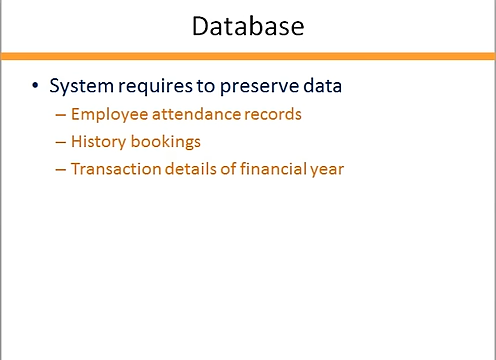 Database
• System requires to preserve data
– Employee attendance records
– History bookings
– Transaction details of financial year